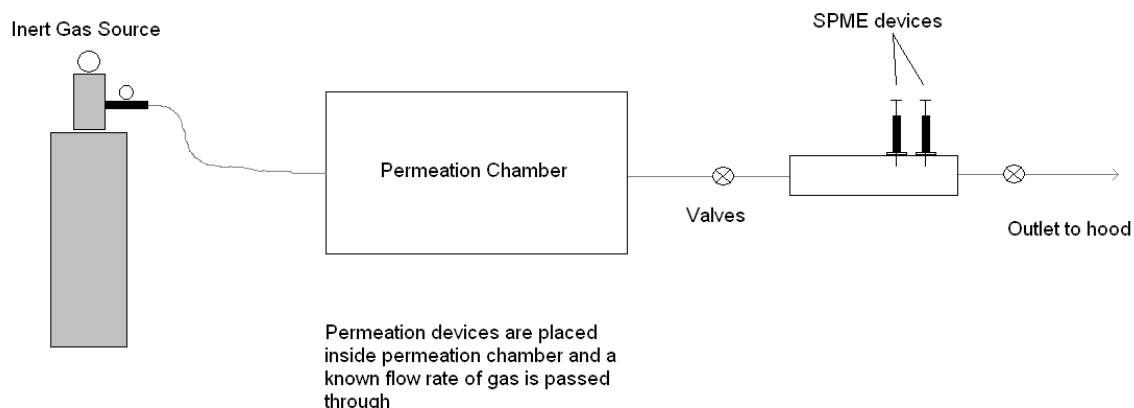 Inert Gas Source
SPME devices
Permeation Chamber
Valves
Outlet to hood
Permeation devices are placed
inside permeation chamber and a
known flow rate of gas is passed
through